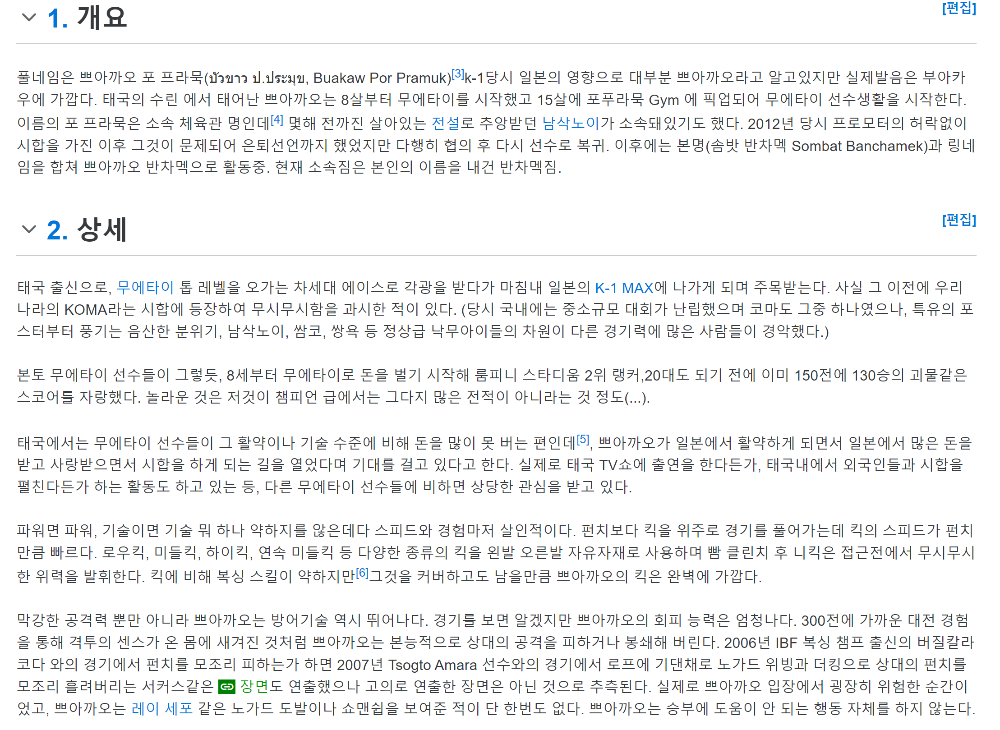 1. 개요
[편집]
풀네임은 쁘아까오 포 프라묵(บัวขาว ป.ประมุข, Buakaw Por Pramuk)[3]k-1당시 일본의 영향으로 대부분 쁘아까오라고 알고있지만 실제발음은 부아카
우에 가깝다. 태국의 수린 에서 태어난 쁘아까오는 8살부터 무에타이를 시작했고 15살에 포푸라묵 Gym 에 픽업되어 무에타이 선수생활을 시작한다.
이름의 포 프라묵은 소속 체육관 명인데[4] 몇해 전까진 살아있는 전설로 추앙받던 남삭노이가 소속돼있기도 했다. 2012년 당시 프로모터의 허락없이
시합을 가진 이후 그것이 문제되어 은퇴선언까지 했었지만 다행히 협의 후 다시 선수로 복귀. 이후에는 본명(솜밧 반차멕 Sombat Banchamek)과 링네
임을 합쳐 쁘아까오 반차멕으로 활동중. 현재 소속짐은 본인의 이름을 내건 반차멕짐.
2. 상세
[편집]
태국 출신으로, 무에타이 톱 레벨을 오가는 차세대 에이스로 각광을 받다가 마침내 일본의 K-1 MAX에 나가게 되며 주목받는다. 사실 그 이전에 우리
나라의 KOMA라는 시합에 등장하여 무시무시함을 과시한 적이 있다. (당시 국내에는 중소규모 대회가 난립했으며 코마도 그중 하나였으나, 특유의 포
스터부터 풍기는 음산한 분위기, 남삭노이, 쌈코, 쌍욕 등 정상급 낙무아이들의 차원이 다른 경기력에 많은 사람들이 경악했다.)
본토 무에타이 선수들이 그렇듯, 8세부터 무에타이로 돈을 벌기 시작해 룸피니 스타디움 2위 랭커,20대도 되기 전에 이미 150전에 130승의 괴물같은
스코어를 자랑했다. 놀라운 것은 저것이 챔피언 급에서는 그다지 많은 전적이 아니라는 것 정도(...).
태국에서는 무에타이 선수들이 그 활약이나 기술 수준에 비해 돈을 많이 못 버는 편인데[5], 쁘아까오가 일본에서 활약하게 되면서 일본에서 많은 돈을
받고 사랑받으면서 시합을 하게 되는 길을 열었다며 기대를 걸고 있다고 한다. 실제로 태국 TV쇼에 출연을 한다든가, 태국내에서 외국인들과 시합을
펼친다든가 하는 활동도 하고 있는 등, 다른 무에타이 선수들에 비하면 상당한 관심을 받고 있다.
파워면 파워, 기술이면 기술 뭐 하나 약하지를 않은데다 스피드와 경험마저 살인적이다. 펀치보다 킥을 위주로 경기를 풀어가는데 킥의 스피드가 펀치
만큼 빠르다. 로우킥, 미들킥, 하이킥, 연속 미들킥 등 다양한 종류의 킥을 왼발 오른발 자유자재로 사용하며 빰 클린치 후 니킥은 접근전에서 무시무시
한 위력을 발휘한다. 킥에 비해 복싱 스킬이 약하지만[6]그것을 커버하고도 남을만큼 쁘아까오의 킥은 완벽에 가깝다.
막강한 공격력 뿐만 아니라 쁘아까오는 방어기술 역시 뛰어나다. 경기를 보면 알겠지만 쁘아까오의 회피 능력은 엄청나다. 300전에 가까운 대전 경험
을 통해 격투의 센스가 온 몸에 새겨진 것처럼 쁘아까오는 본능적으로 상대의 공격을 피하거나 봉쇄해 버린다. 2006년 IBF 복싱 챔프 출신의 버질칼라
코다 와의 경기에서 펀치를 모조리 피하는가 하면 2007년 Tsogto Amara 선수와의 경기에서 로프에 기댄채로 노가드 위빙과 더킹으로 상대의 펀치를
모조리 흘려버리는 서커스같은 장면도 연출했으나 고의로 연출한 장면은 아닌 것으로 추측된다. 실제로 쁘아까오 입장에서 굉장히 위험한 순간이
었고, 쁘아까오는 레이 세포 같은 노가드 도발이나 쇼맨쉽을 보여준 적이 단 한번도 없다. 쁘아까오는 승부에 도움이 안 되는 행동 자체를 하지 않는다.